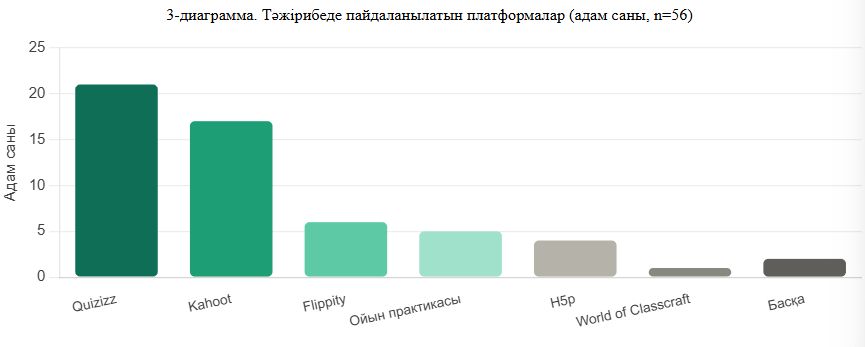 3-диаграмма. Тәжірибеде пайдаланылатын платформалар (адам саны, n=56)
Адам саны
25
20
15
10
5
0
Quizizz
Kahoot
Flippity
Ойын практикасы
H5p
World of Classcraft
Басқа